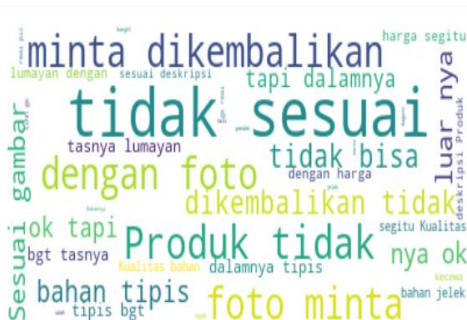 minta dikembalikan
harga segitu
lumayan dengan
sesuai deskripsi
tapi dalamnya
tidak sesuai
luar nya
deskripsi Produk
tasnya lumayan
tidak bisa
Sesuai gambar
dengan foto
dengan harga
dikembalikan tidak
ok tapi
Produk tidak
segitu Kualitas
bgt tasnya
nya ok
Kualitas bahan
dalamnya tipis
kecewa
bahan tipis
foto minta
bahan jelek
tipis bgt